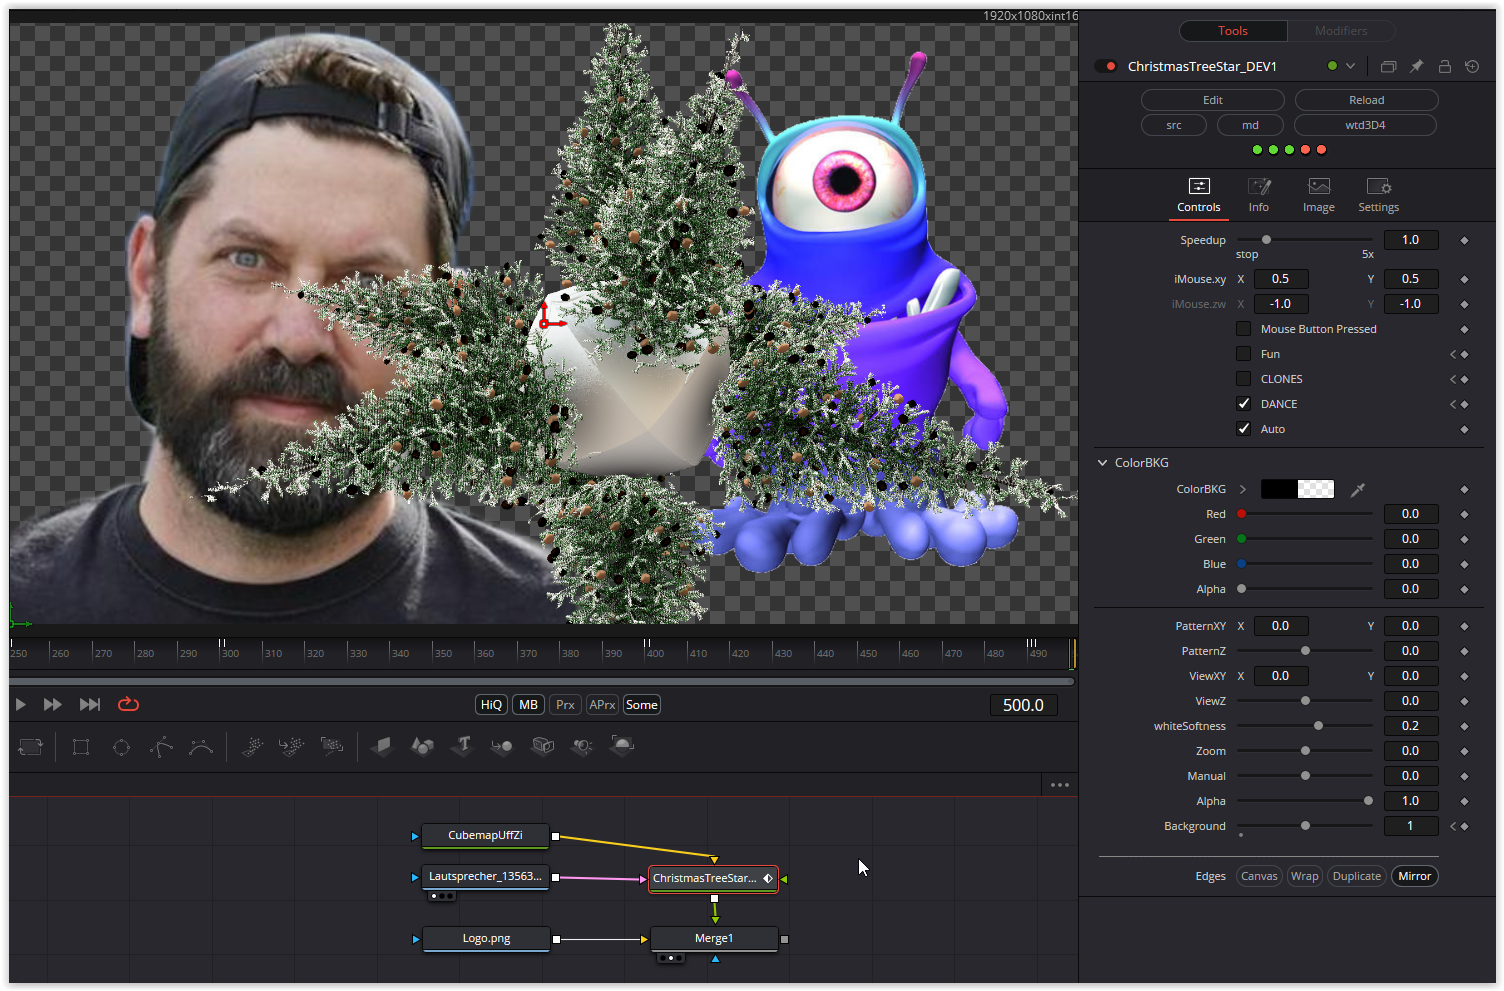 1920x1080xint16
Tools Modifiers
ChristmasTreeStar_DEV1
Edit Reload
src md wtd3D4
Controls Info Image Settings
Speedup 1.0
stop 5x
iMouse.xy X 0.5 Y 0.5
iMouse.zw X -1.0 Y -1.0
Mouse Button Pressed
Fun
CLONES
DANCE
Auto
ColorBKG
ColorBKG
Red 0.0
Green 0.0
Blue 0.0
Alpha 0.0
PatternXY X 0.0 Y 0.0
PatternZ 0.0
ViewXY X 0.0 Y 0.0
ViewZ 0.0
whiteSoftness 0.2
Zoom 0.0
Manual 0.0
Alpha 1.0
Background 1
Edges Canvas Wrap Duplicate Mirror
250 260 270 280 290 300 310 320 330 340 350 360 370 380 390 400 410 420 430 440 450 460 470 480 490
HiQ MB Prx APrx Some 500.0
CubemapUffZi
Lautsprecher_13563... ChristmasTreeStar...
Logo.png Merge1